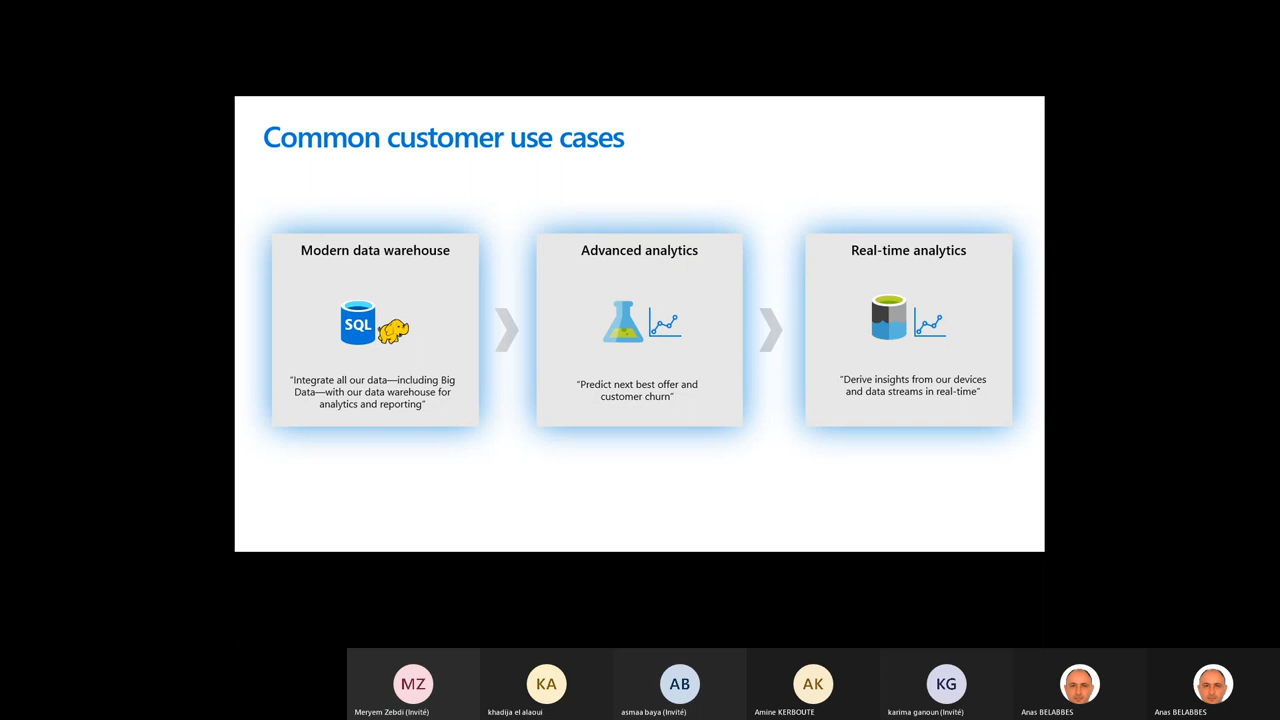 Common customer use cases
Modern data warehouse
SQL
“Integrate all our data—including Big
Data—with our data warehouse for
analytics and reporting”
Advanced analytics
“Predict next best offer and
customer churn”
Real-time analytics
“Derive insights from our devices
and data streams in real-time”
MZ
Meryem Zebdi (Invité)
KA
khadija el alaoui
AB
asmaa baya (Invité)
AK
Amine KERBOUTE
KG
karima ganoun (Invité)
Anas BELABBES
Anas BELABBES